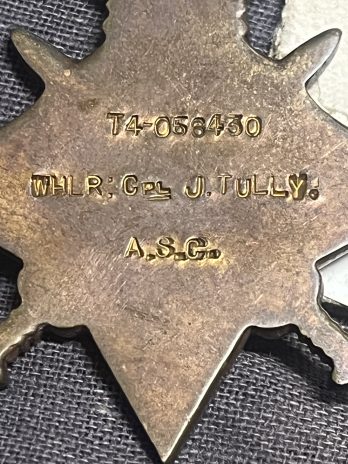 T4-056430
WHLR: CPL J. TULLY.
A.S.C.